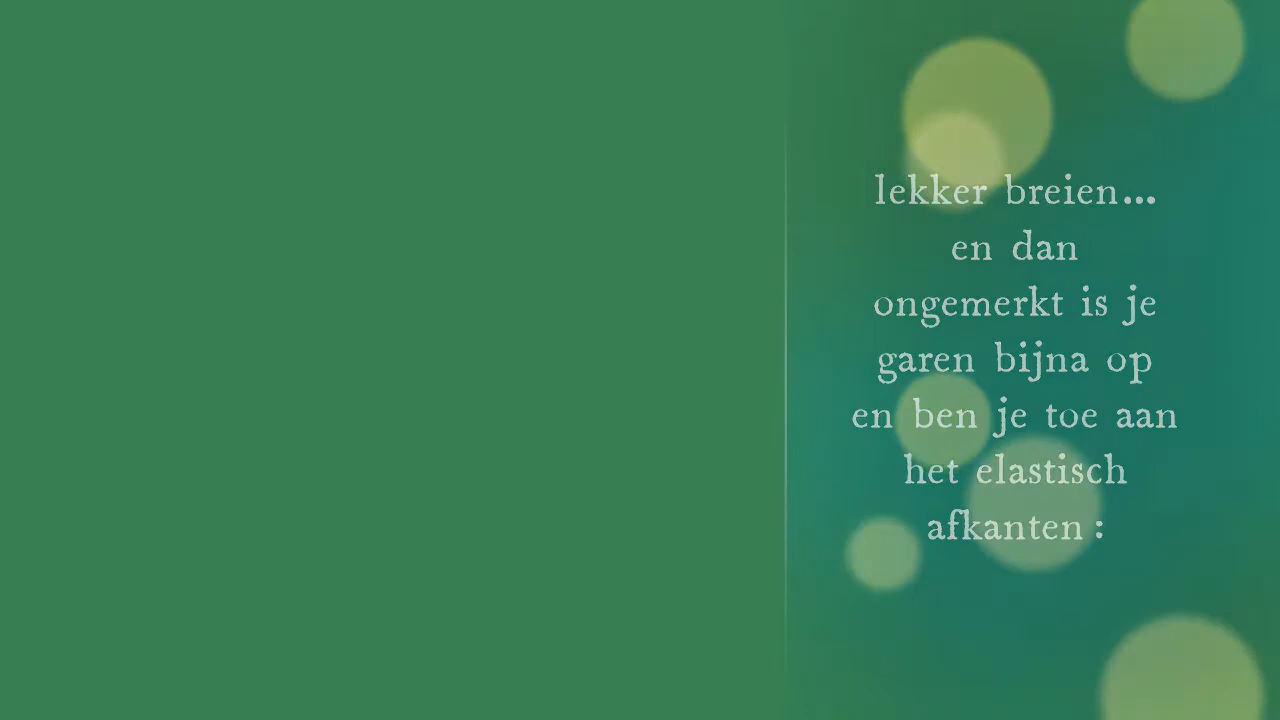 lekker breien...
en dan
ongemerkt is je
garen bijna op
en ben je toe aan
het elastisch
afkanten :